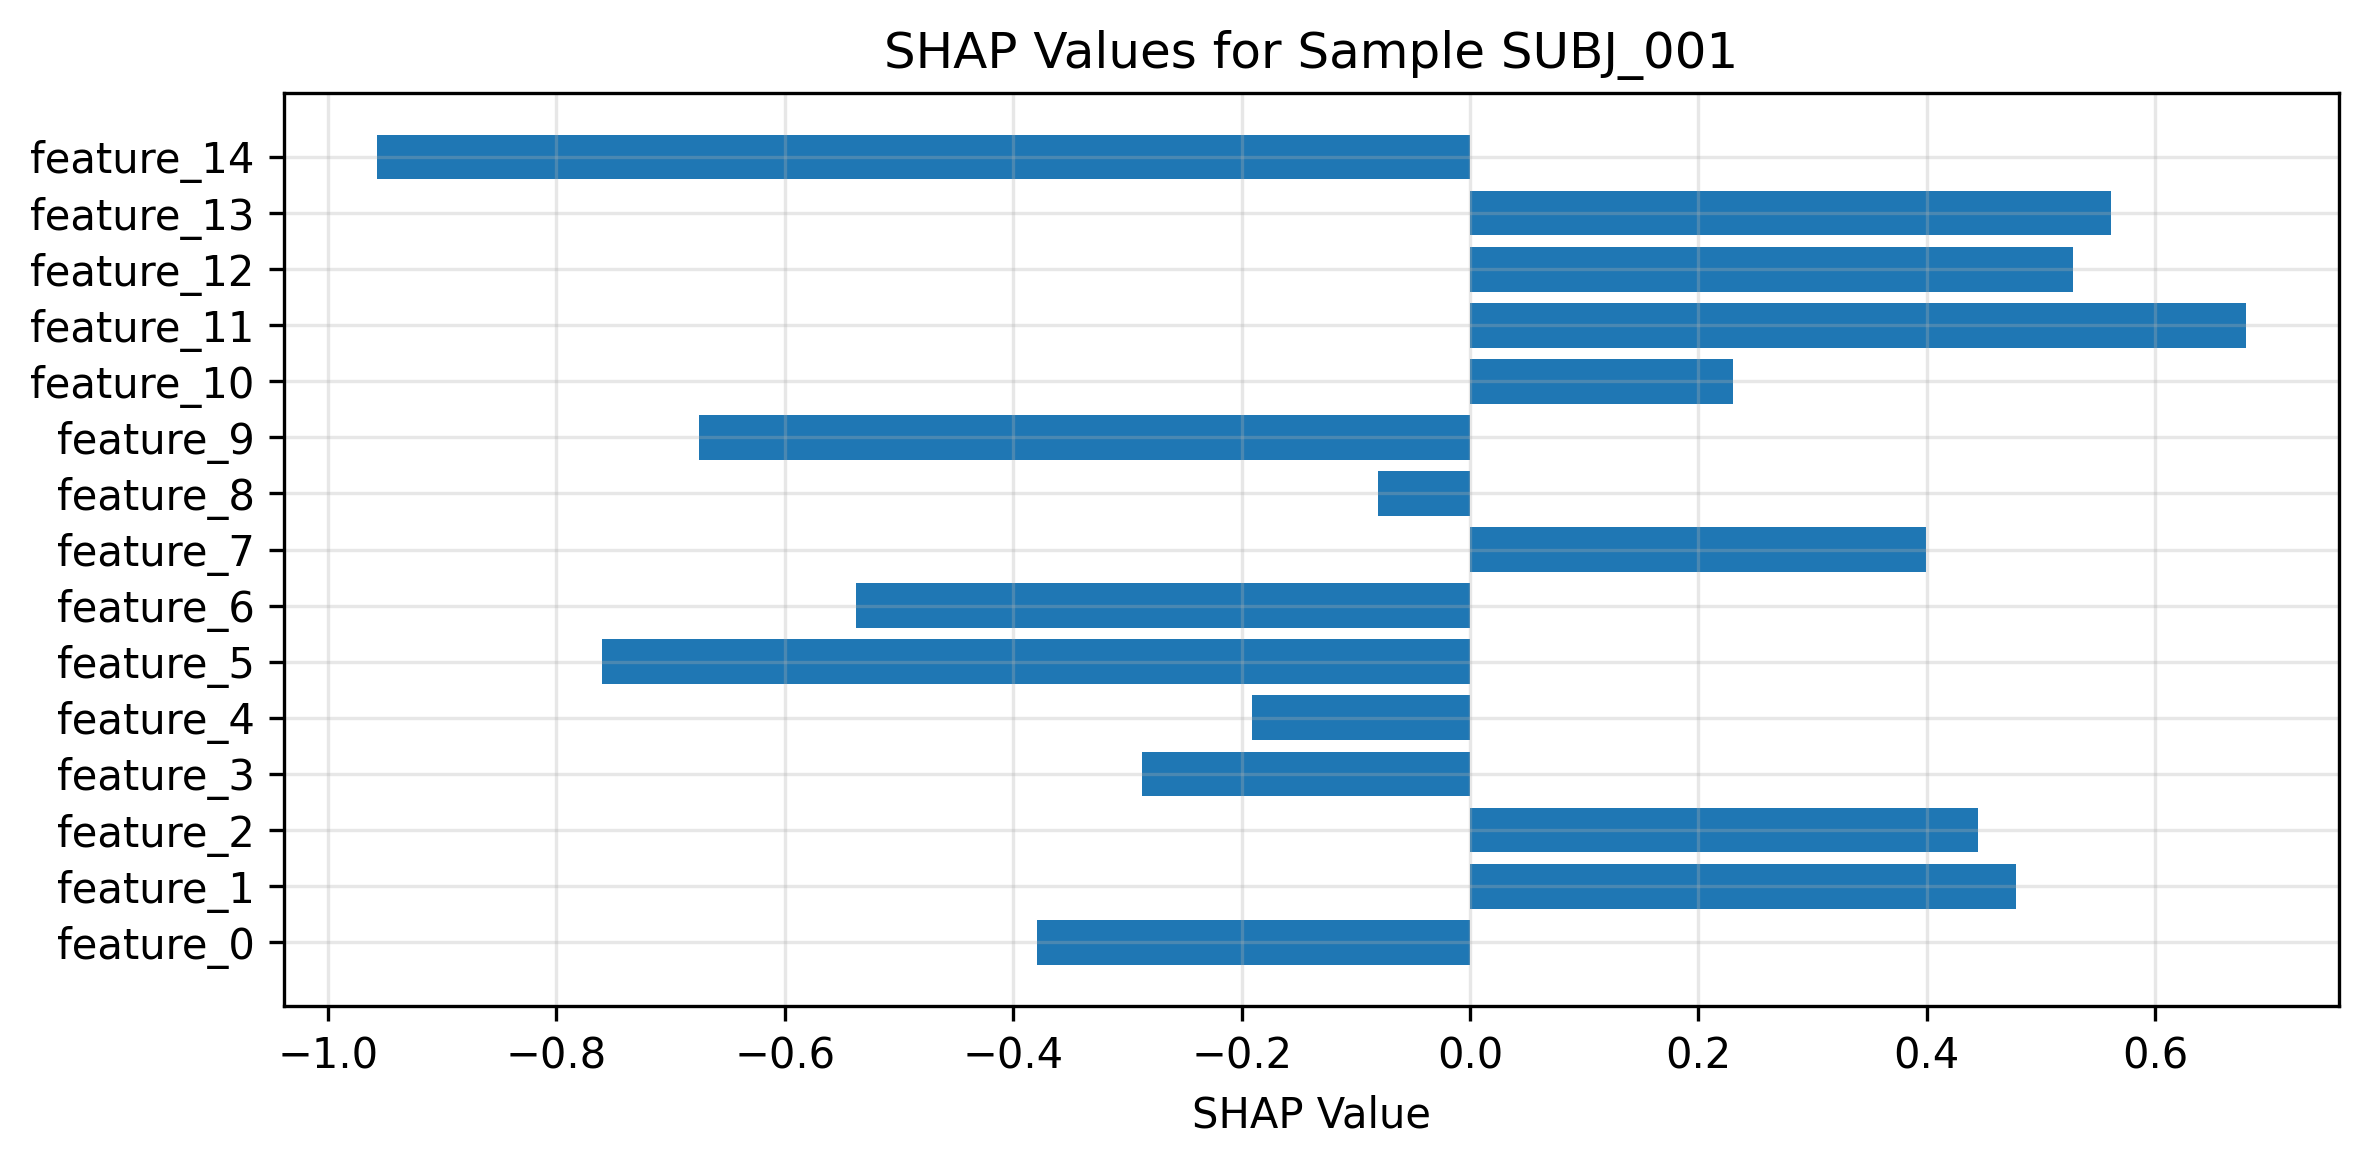 SHAP Values for Sample SUBJ_001
feature_14
feature_13
feature_12
feature_11
feature_10
feature_9
feature_8
feature_7
feature_6
feature_5
feature_4
feature_3
feature_2
feature_1
feature_0
−1.0 −0.8 −0.6 −0.4 −0.2 0.0 0.2 0.4 0.6
SHAP Value